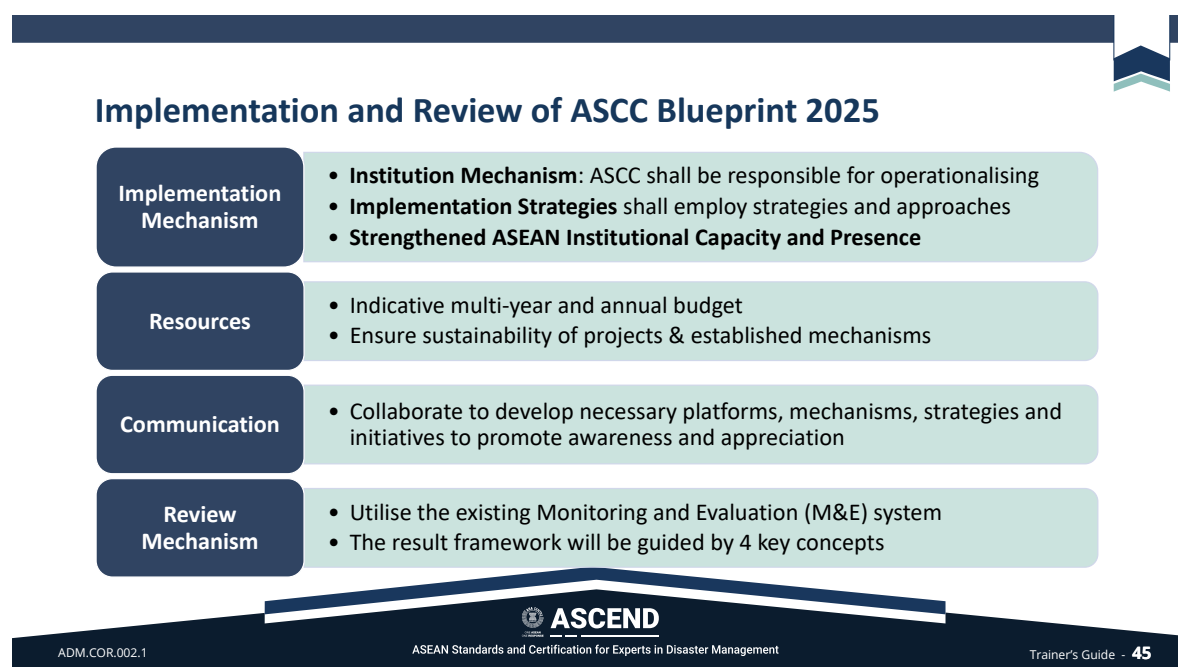 Implementation and Review of ASCC Blueprint 2025
Implementation
Mechanism
• Institution Mechanism: ASCC shall be responsible for operationalising
• Implementation Strategies shall employ strategies and approaches
• Strengthened ASEAN Institutional Capacity and Presence
Resources
• Indicative multi-year and annual budget
• Ensure sustainability of projects & established mechanisms
Communication
• Collaborate to develop necessary platforms, mechanisms, strategies and
initiatives to promote awareness and appreciation
Review
Mechanism
• Utilise the existing Monitoring and Evaluation (M&E) system
• The result framework will be guided by 4 key concepts
ASCEND
ASEAN Standards and Certification for Experts in Disaster Management
ADM.COR.002.1
Trainer's Guide - 45